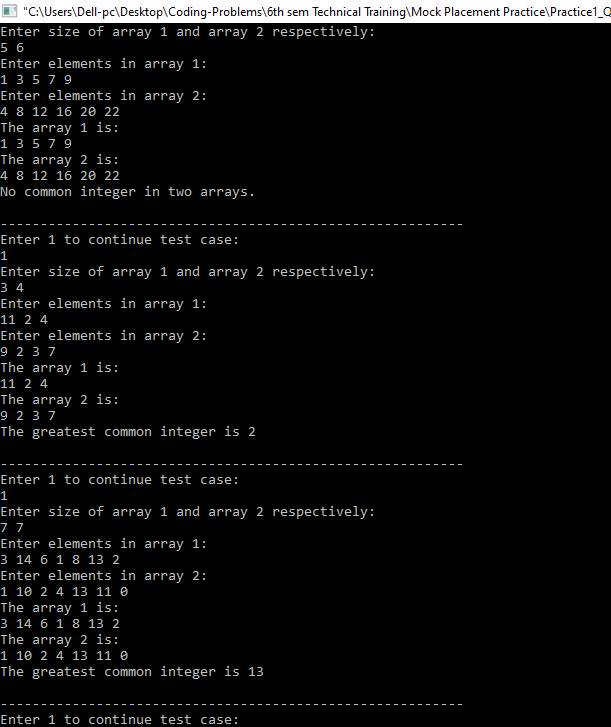 "C:\Users\Dell-pc\Desktop\Coding-Problems\6th sem Technical Training\Mock Placement Practice\Practice1_Q
Enter size of array 1 and array 2 respectively:
5 6
Enter elements in array 1:
1 3 5 7 9
Enter elements in array 2:
4 8 12 16 20 22
The array 1 is:
1 3 5 7 9
The array 2 is:
4 8 12 16 20 22
No common integer in two arrays.
----------------------------------------------------------
Enter 1 to continue test case:
1
Enter size of array 1 and array 2 respectively:
3 4
Enter elements in array 1:
11 2 4
Enter elements in array 2:
9 2 3 7
The array 1 is:
11 2 4
The array 2 is:
9 2 3 7
The greatest common integer is 2
----------------------------------------------------------
Enter 1 to continue test case:
1
Enter size of array 1 and array 2 respectively:
7 7
Enter elements in array 1:
3 14 6 1 8 13 2
Enter elements in array 2:
1 10 2 4 13 11 0
The array 1 is:
3 14 6 1 8 13 2
The array 2 is:
1 10 2 4 13 11 0
The greatest common integer is 13
----------------------------------------------------------
Enter 1 to continue test case: